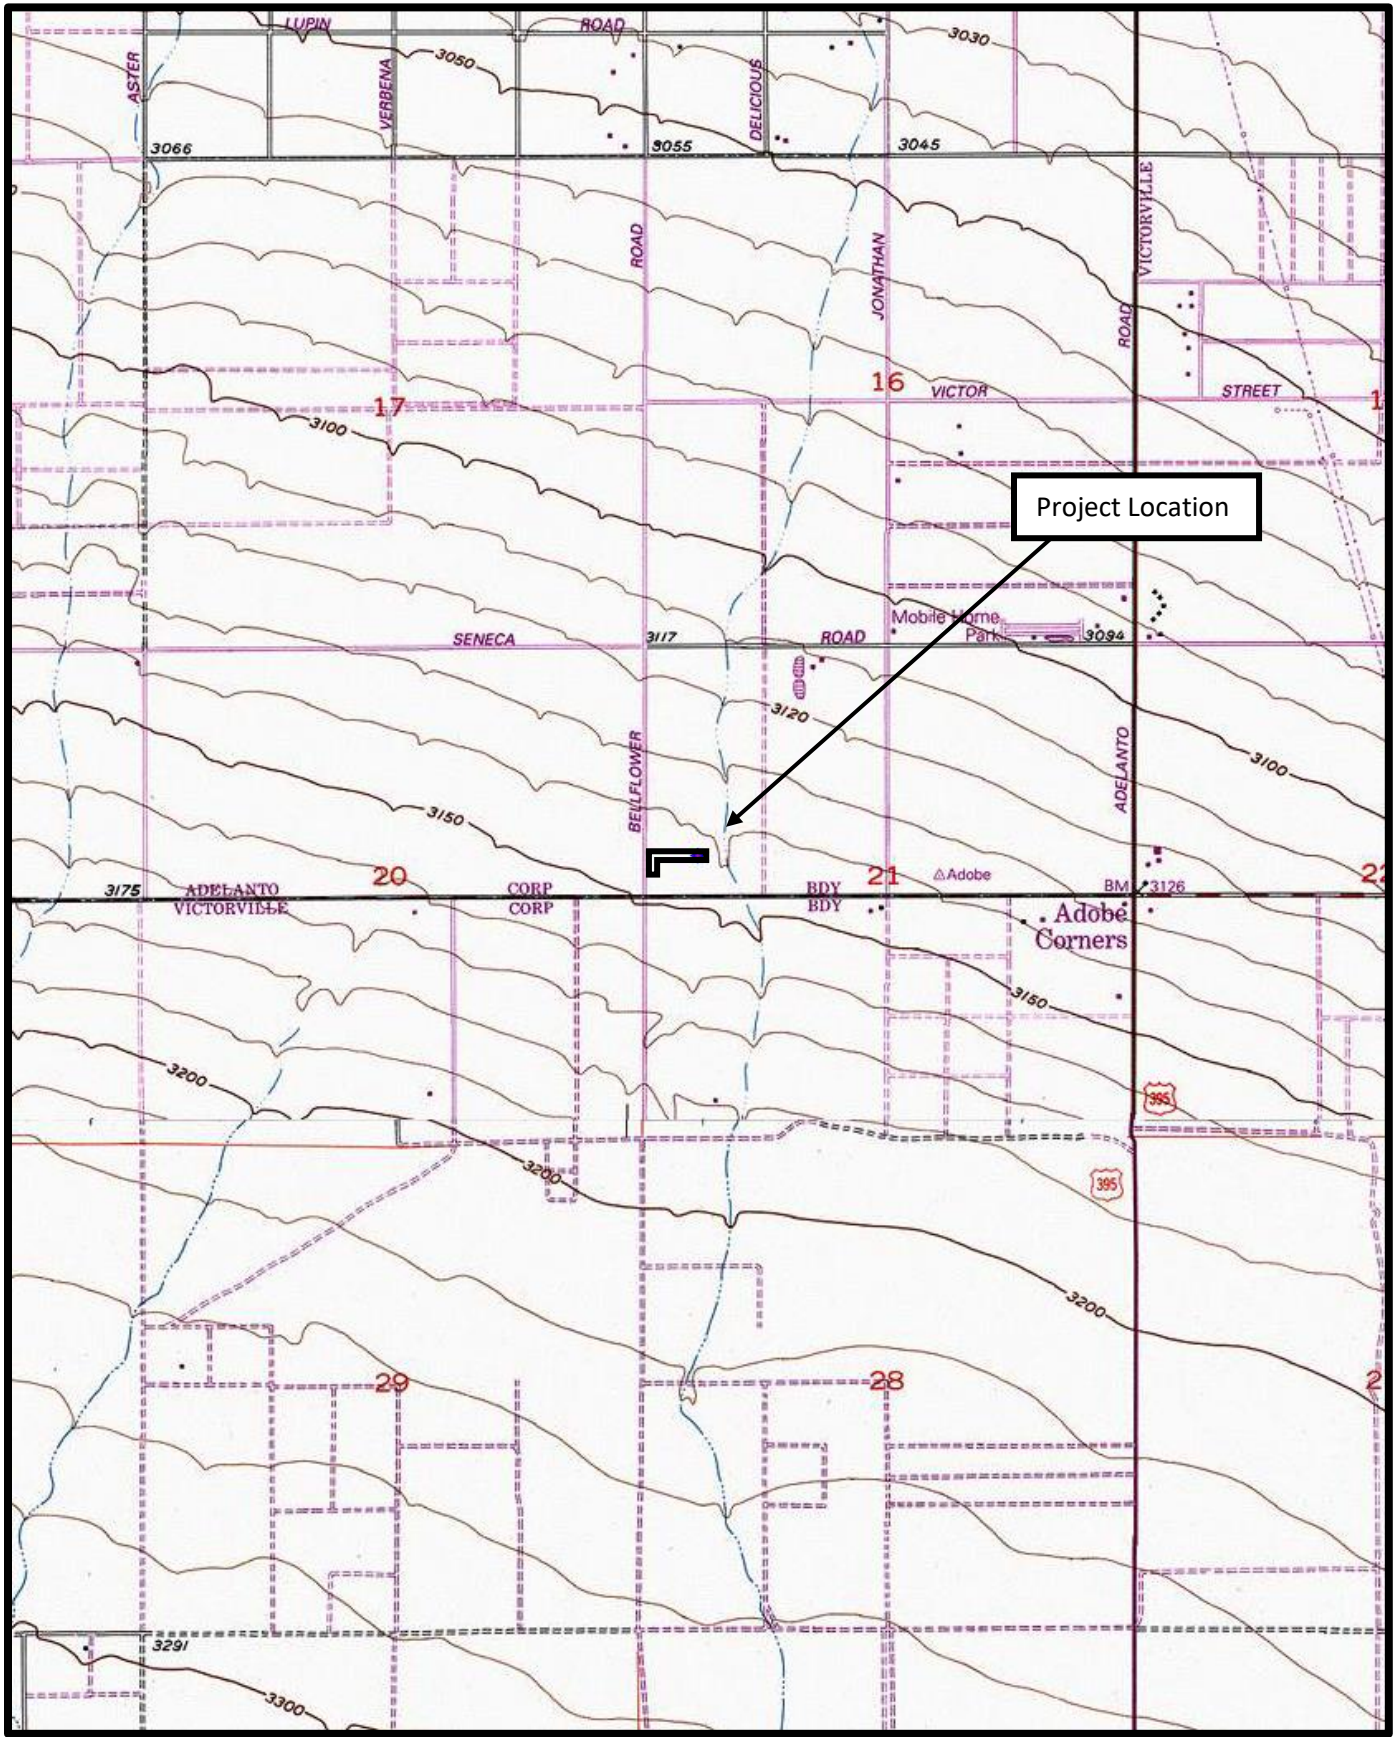 LUPIN ROAD
3050
3030
ASTER
VERBENA
DELICIOUS
3066
3055
3045
VICTORVILLE
ROAD
JONATHAN
ROAD
16
VICTOR STREET
17
1
3100
Project Location
Mobile Home
Park
SENECA
3117
ROAD
3094
3120
BELLFLOWER
ADELANTO
3100
3150
20
21
Adobe
22
3175
ADELANTO CORP BDY
BM 3126
VICTORVILLE CORP BDY
Adobe
Corners
3150
3200
395
3200
395
3200
29
28
2
3291
3300